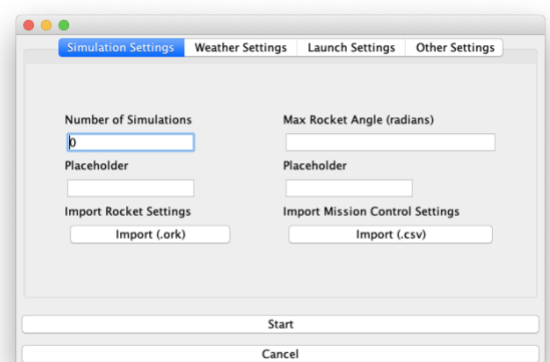 Simulation Settings Weather Settings Launch Settings Other Settings
Number of Simulations Max Rocket Angle (radians)
0
Placeholder Placeholder
Import Rocket Settings Import Mission Control Settings
Import (.ork) Import (.csv)
Start
Cancel